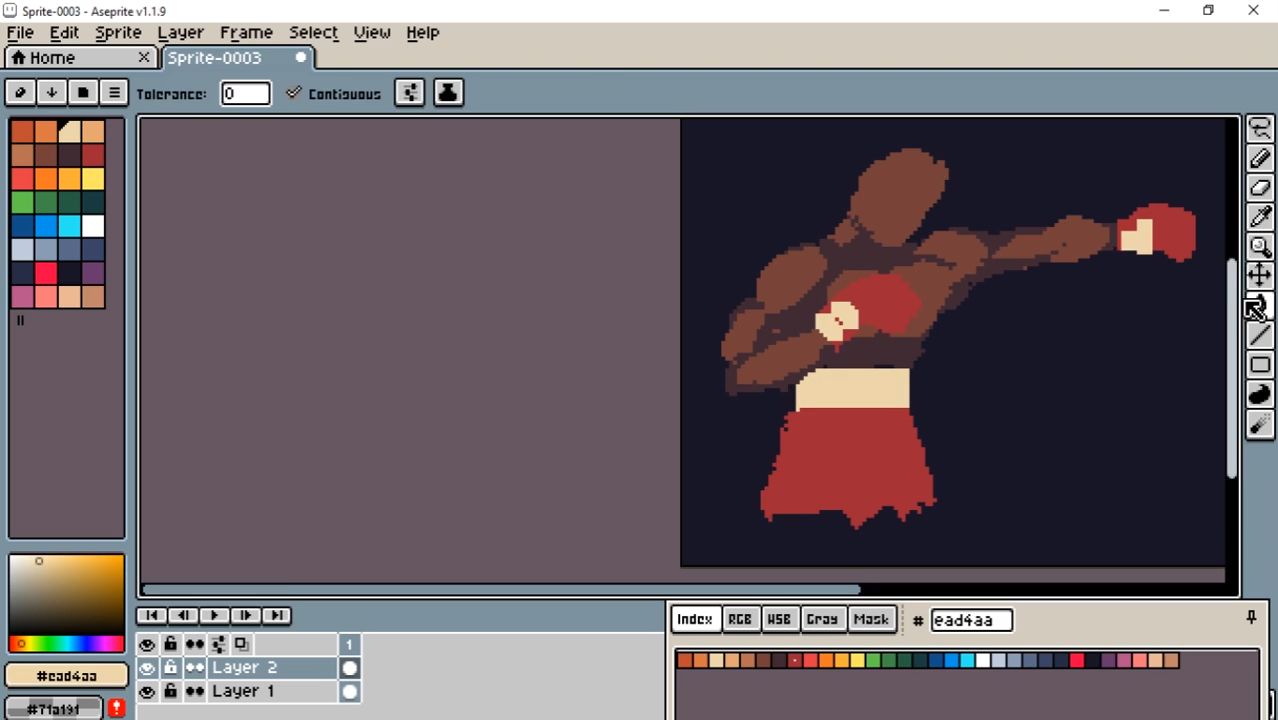 Sprite-0003 - Aseprite v1.1.9
File Edit Sprite Layer Frame Select View Help
Home Sprite-0003
Tolerance: 0 Contiguous
Index RGB HSB Gray Mask # ead4aa
1
Layer 2
#ead4aa
Layer 1
#71a191